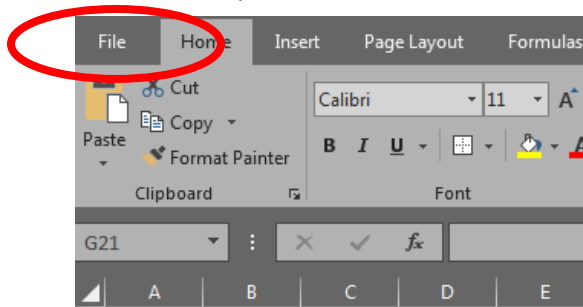 File Home Insert Page Layout Formulas
Cut
Calibri 11 A
Copy
Paste
Format Painter
B I U A
Clipboard Font
G21 fx
A B C D E